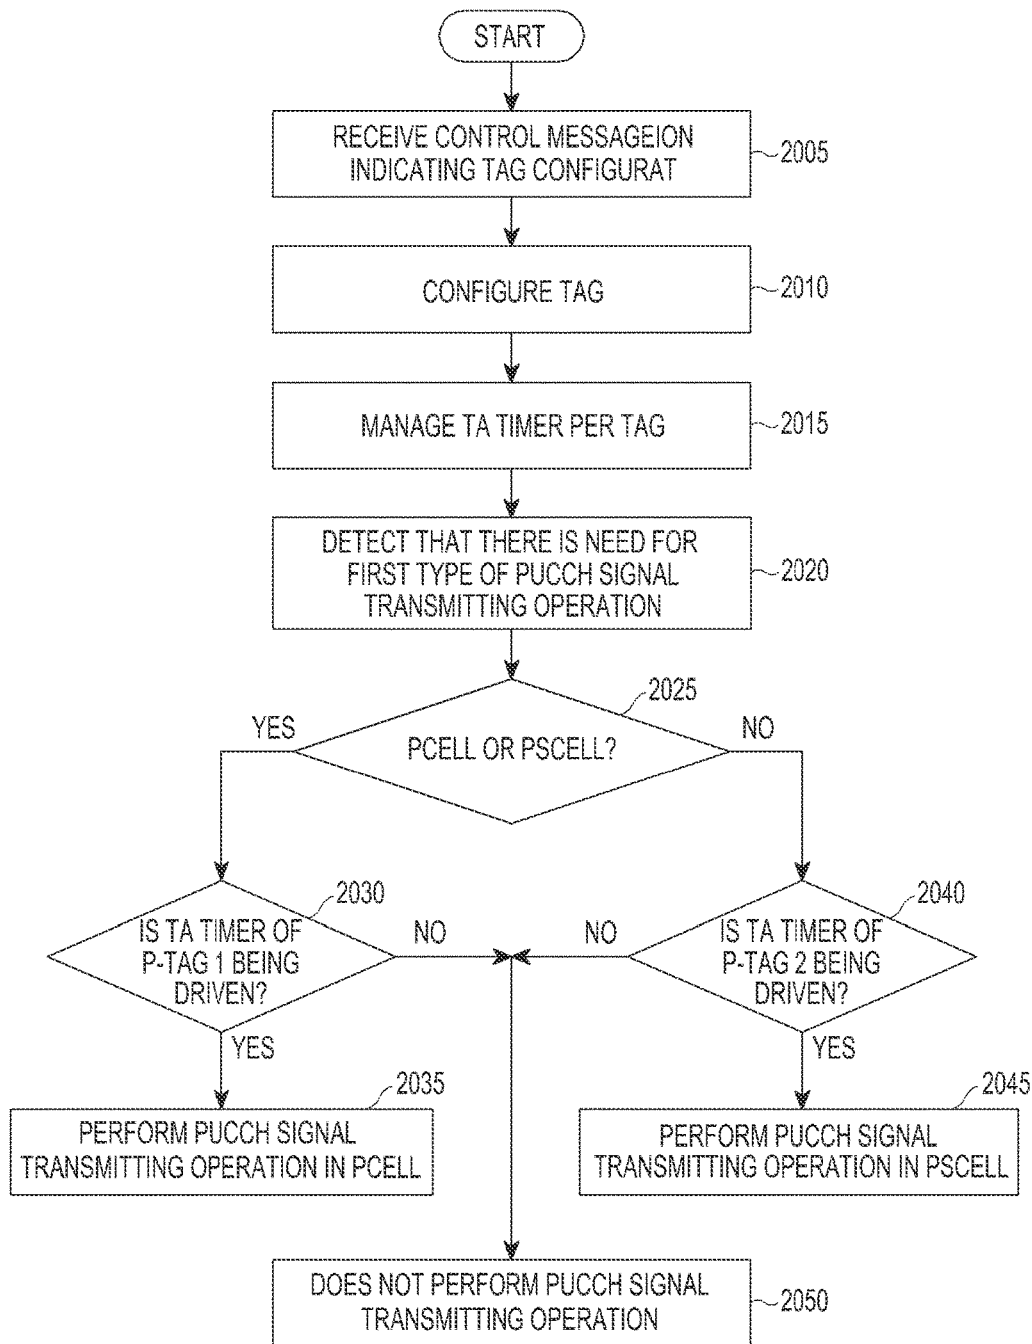 START
RECEIVE CONTROL MESSAGEION
INDICATING TAG CONFIGURAT
2005
CONFIGURE TAG
2010
MANAGE TA TIMER PER TAG
2015
DETECT THAT THERE IS NEED FOR
FIRST TYPE OF PUCCH SIGNAL
TRANSMITTING OPERATION
2020
2025
YES
PCELL OR PSCELL?
NO
2030
IS TA TIMER OF
P-TAG 1 BEING
DRIVEN?
NO
YES
2040
NO
IS TA TIMER OF
P-TAG 2 BEING
DRIVEN?
YES
2035
PERFORM PUCCH SIGNAL
TRANSMITTING OPERATION IN PCELL
2045
PERFORM PUCCH SIGNAL
TRANSMITTING OPERATION IN PSCELL
DOES NOT PERFORM PUCCH SIGNAL
TRANSMITTING OPERATION
2050